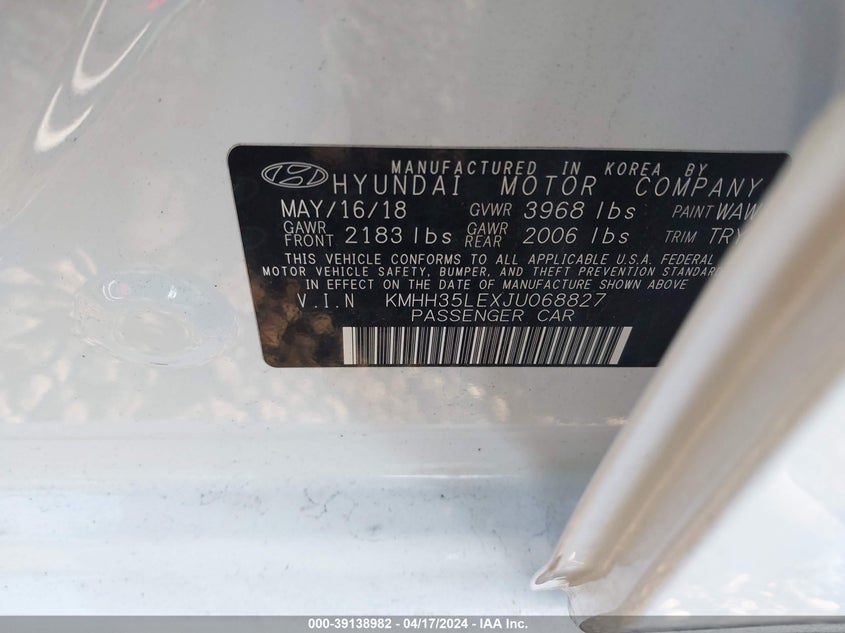 MANUFACTURED IN KOREA BY
HYUNDAI MOTOR COMPANY
MAY/16/18 GVWR 3968 lbs PAINT WAW
GAWR FRONT 2183 lbs GAWR REAR 2006 lbs TRIM TRY
THIS VEHICLE CONFORMS TO ALL APPLICABLE U.S.A. FEDERAL
MOTOR VEHICLE SAFETY, BUMPER, AND THEFT PREVENTION STANDARD
IN EFFECT ON THE DATE OF MANUFACTURE SHOWN ABOVE
V.I.N KMHH35LEXJU068827
PASSENGER CAR
000-39138982 - 04/17/2024 - IAA Inc.